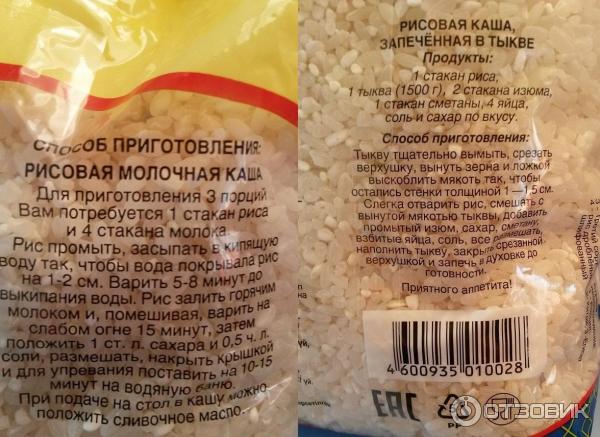 СПОСОБ ПРИГОТОВЛЕНИЯ:
РИСОВАЯ МОЛОЧНАЯ КАША
Для приготовления 3 порций
Вам потребуется 1 стакан риса
и 4 стакана молока.
Рис промыть, засыпать в кипящую
воду так, чтобы вода покрывала рис
на 1-2 см. Варить 5-8 минут до
выкипания воды. Рис залить горячим
молоком и, помешивая, варить на
слабом огне 15 минут, затем
положить 1 ст. л. сахара и 0,5 ч. л.
соли, размешать, накрыть крышкой
и для упревания поставить на 10-15
минут на водяную баню.
При подаче на стол в кашу можно
положить сливочное масло.
РИСОВАЯ КАША,
ЗАПЕЧЁННАЯ В ТЫКВЕ
Продукты:
1 стакан риса,
1 тыква (1500 г), 2 стакана изюма,
1 стакан сметаны, 4 яйца,
соль и сахар по вкусу.
Способ приготовления:
Тыкву тщательно вымыть, срезать
верхушку, вынуть зерна и ложкой
выскоблить мякоть так, чтобы
остались стенки толщиной 1—1,5 см.
Слегка отварить рис, смешать с
вынутой мякотью тыквы, добавить
промытый изюм, сахар, сметану,
взбитые яйца, соль, все размешать,
наполнить тыкву, закрыть срезанной
верхушкой и запечь в духовке до
готовности.
Приятного аппетита!
4 600935 010028
EAC
PP
ОТЗОВИК